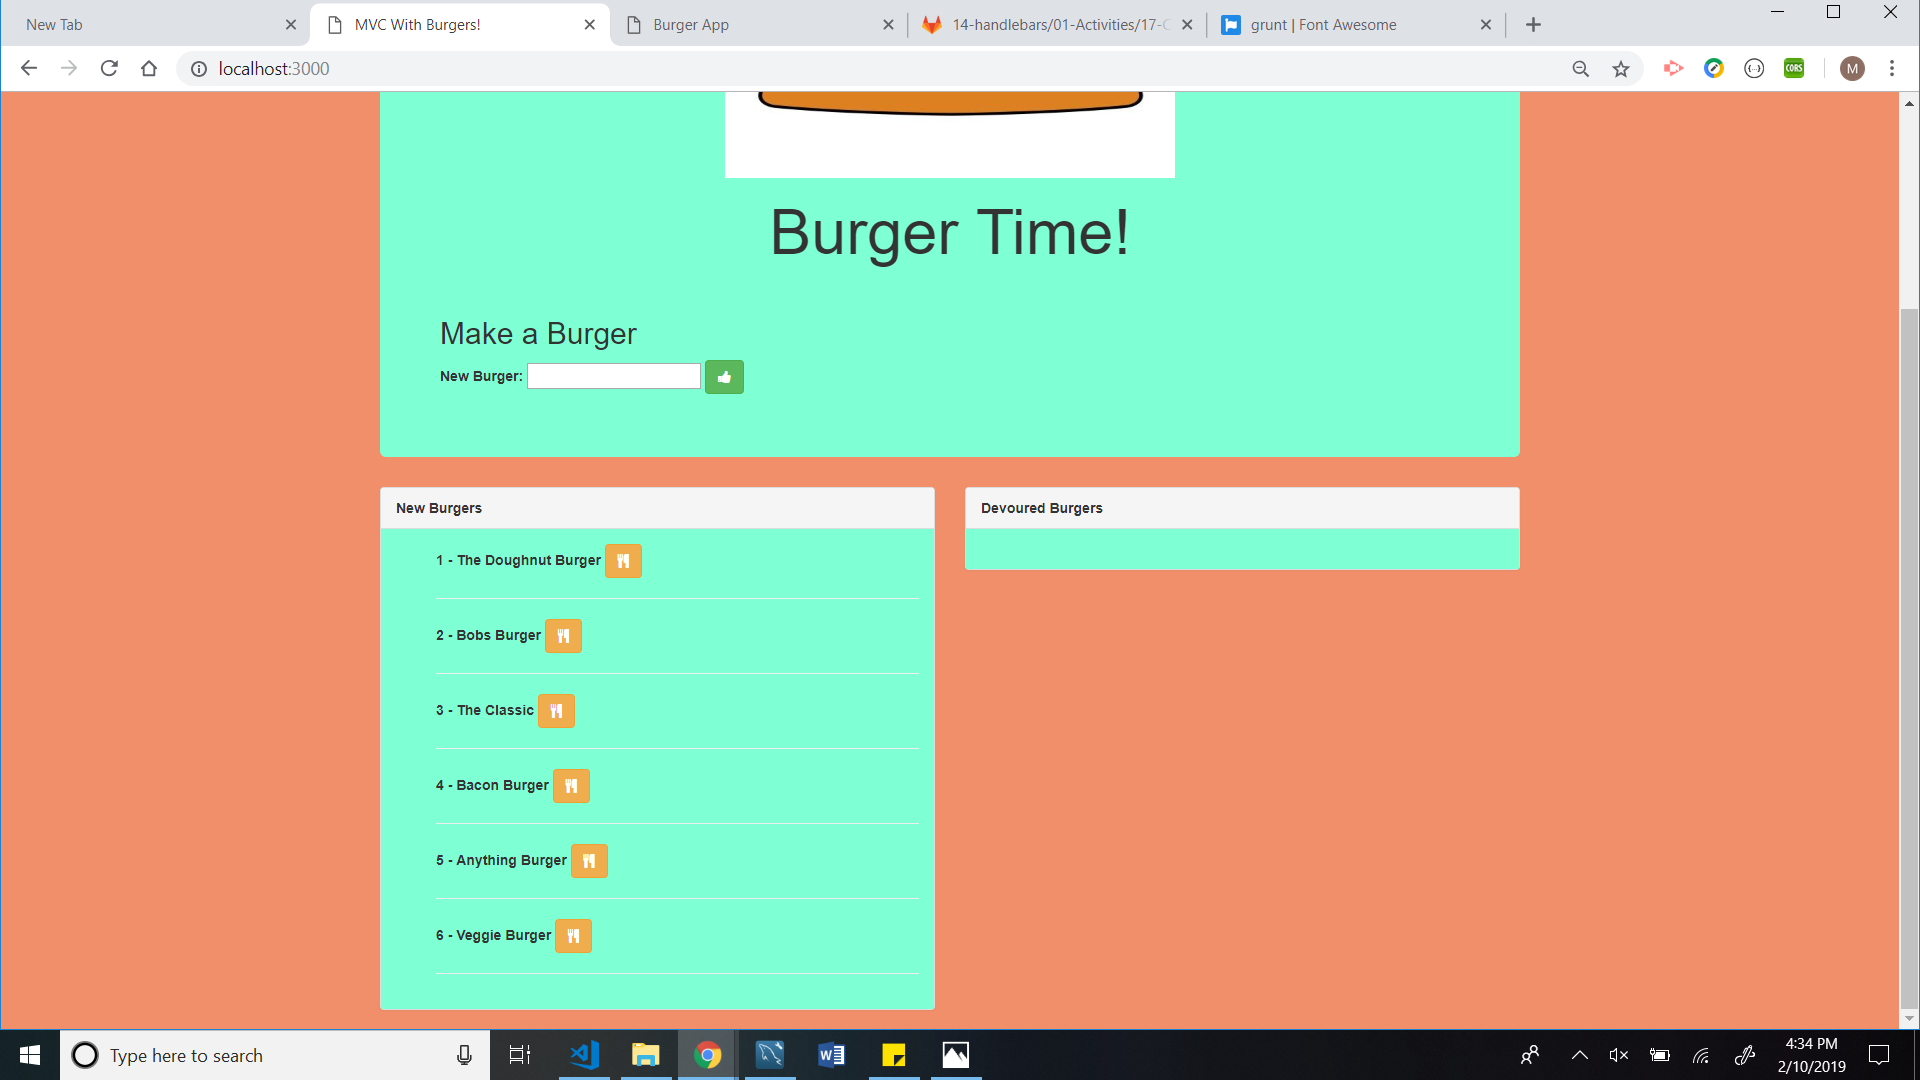 New Tab
MVC With Burgers!
Burger App
14-handlebars/01-Activities/17-C
grunt | Font Awesome
localhost:3000
CORS
M
Burger Time!
Make a Burger
New Burger:
New Burgers
1 - The Doughnut Burger
2 - Bobs Burger
3 - The Classic
4 - Bacon Burger
5 - Anything Burger
6 - Veggie Burger
Devoured Burgers
Type here to search
W
4:34 PM
2/10/2019